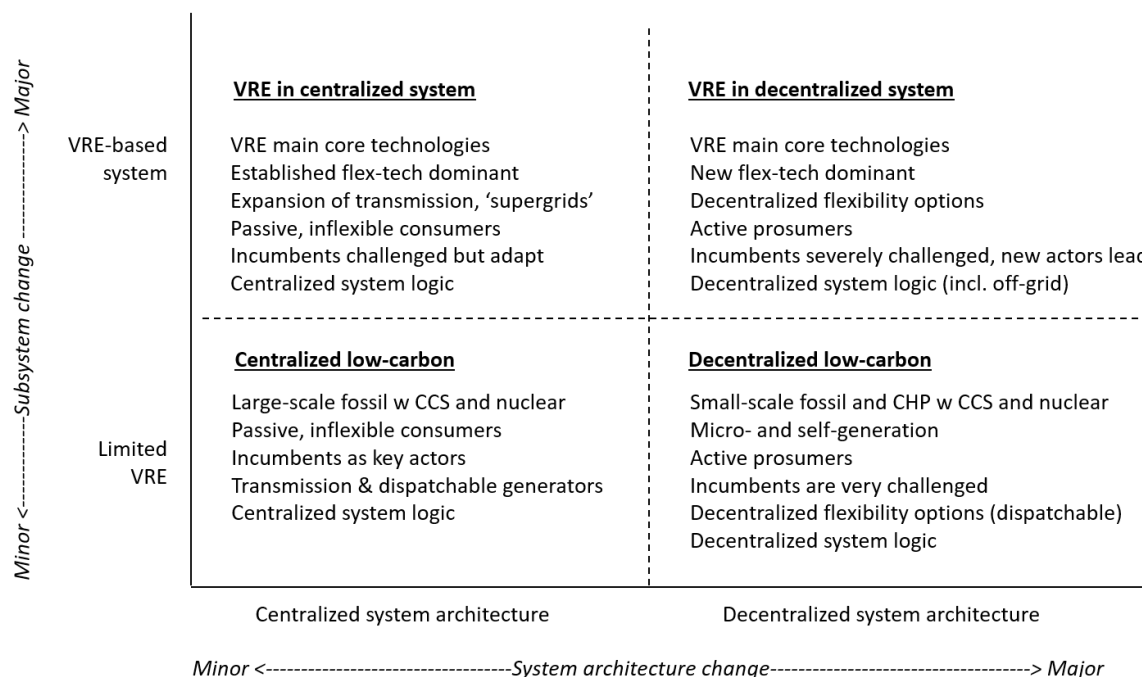 Minor <------------Subsystem change ------------> Major
VRE-based
system
VRE in centralized system
VRE main core technologies
Established flex-tech dominant
Expansion of transmission, ‘supergrids’
Passive, inflexible consumers
Incumbents challenged but adapt
Centralized system logic
VRE in decentralized system
VRE main core technologies
New flex-tech dominant
Decentralized flexibility options
Active prosumers
Incumbents severely challenged, new actors lead
Decentralized system logic (incl. off-grid)
Limited
VRE
Centralized low-carbon
Large-scale fossil w CCS and nuclear
Passive, inflexible consumers
Incumbents as key actors
Transmission & dispatchable generators
Centralized system logic
Decentralized low-carbon
Small-scale fossil and CHP w CCS and nuclear
Micro- and self-generation
Active prosumers
Incumbents are very challenged
Decentralized flexibility options (dispatchable)
Decentralized system logic
Centralized system architecture
Decentralized system architecture
Minor <-----------------------------------System architecture change-------------------------------------> Major